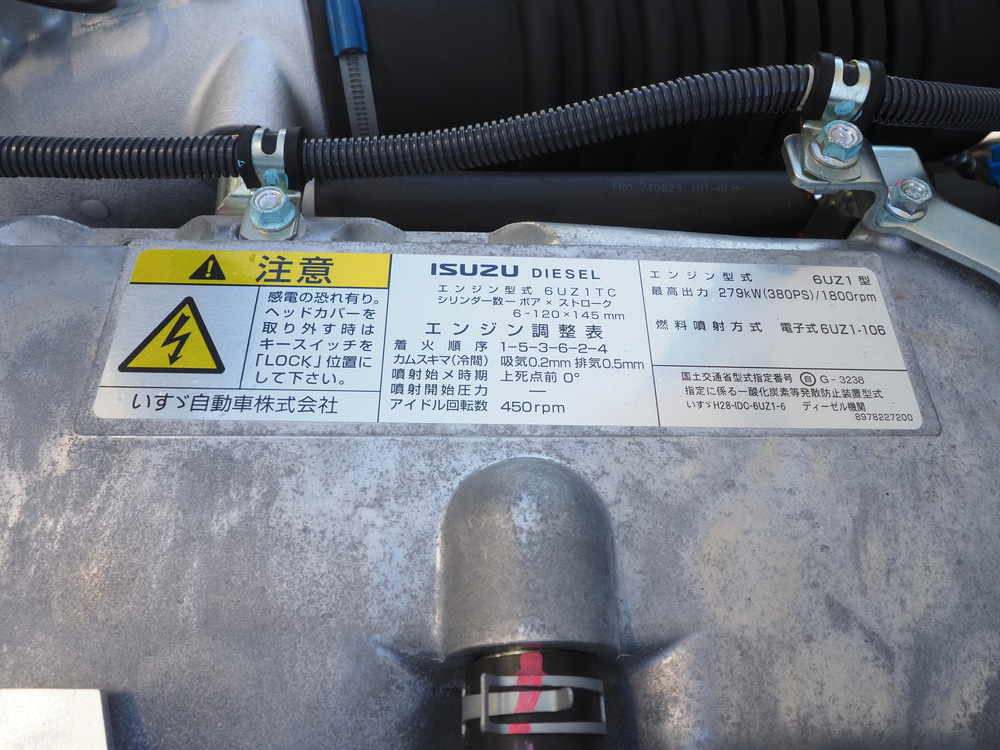 TRM 240829 >HT-ACM<
注意
感電の恐れ有り。
ヘッドカバーを
取り外す時は
キースイッチを
「LOCK」位置に
して下さい。
いすゞ自動車株式会社
ISUZU DIESEL
エンジン型式 6UZ1TC
シリンダ数ー ボア × ストローク
6-120×145mm
エンジン調整表
着火順序 1-5-3-6-2-4
カムスキマ(冷間) 吸気0.2mm 排気0.5mm
噴射始メ時期 上死点前 0°
噴射開始圧力 ―
アイドル回転数 450rpm
エンジン型式 6UZ1型
最高出力 279kW(380PS)/1800rpm
燃料噴射方式 電子式6UZ1-106
国土交通省型式指定番号 自 G-3238
指定に係る一酸化炭素等発散防止装置型式
いすゞH28-IDC-6UZ1-6 ディーゼル機関
8978227200